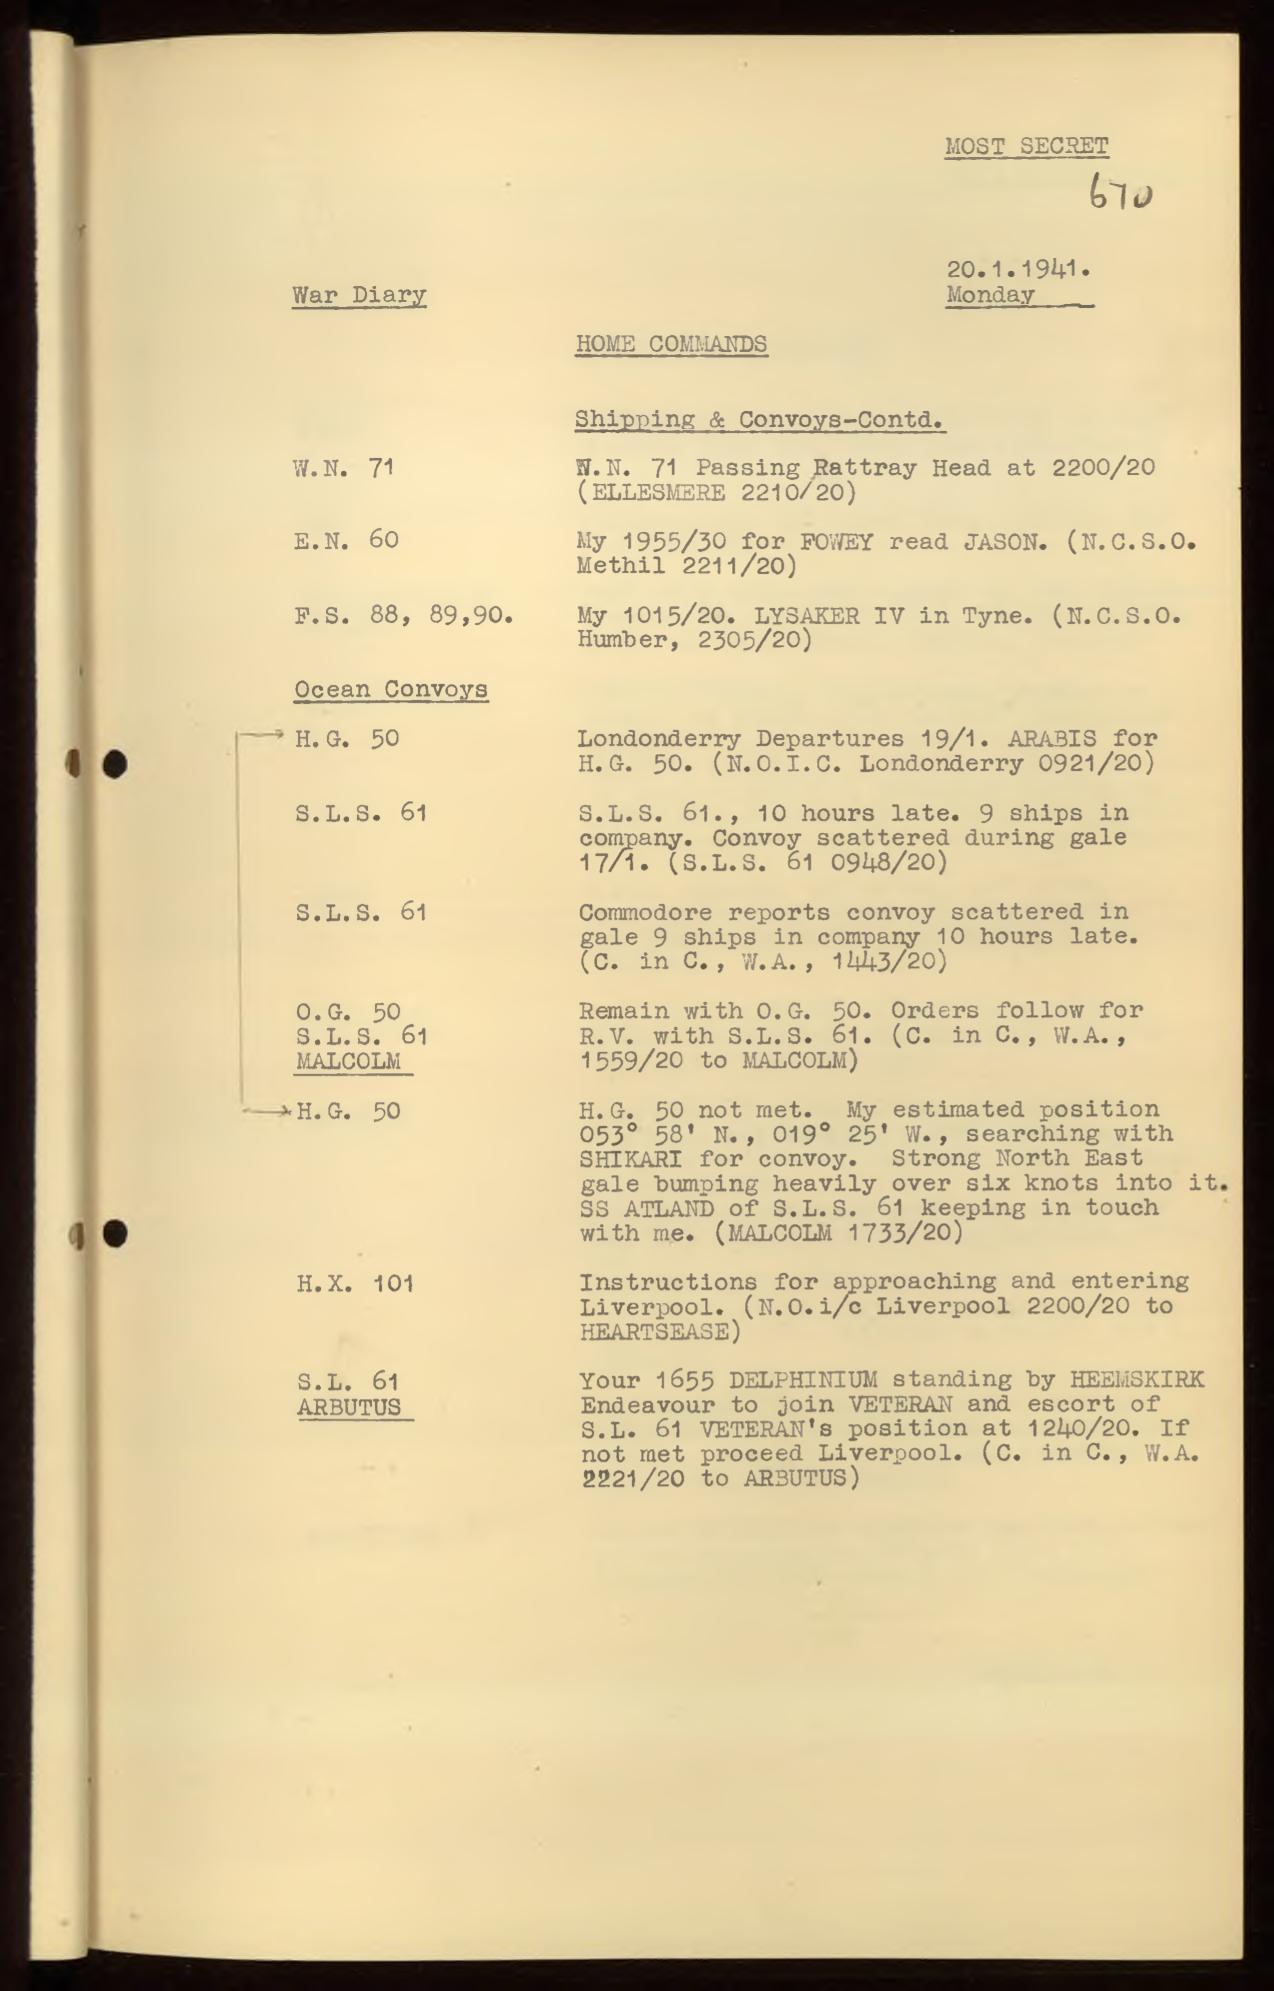 MOST SECRET
670
20.1.1941.
War Diary Monday
HOME COMMANDS
Shipping & Convoys-Contd.
W.N. 71 W.N. 71 Passing Rattray Head at 2200/20
(ELLESMERE 2210/20)
E.N. 60 My 1955/30 for FOWEY read JASON. (N.C.S.O.
Methil 2211/20)
F.S. 88, 89,90. My 1015/20. LYSAKER IV in Tyne. (N.C.S.O.
Humber, 2305/20)
Ocean Convoys
H.G. 50 Londonderry Departures 19/1. ARABIS for
H.G. 50. (N.O.I.C. Londonderry 0921/20)
S.L.S. 61 S.L.S. 61., 10 hours late. 9 ships in
company. Convoy scattered during gale
17/1. (S.L.S. 61 0948/20)
S.L.S. 61 Commodore reports convoy scattered in
gale 9 ships in company 10 hours late.
(C. in C., W.A., 1443/20)
O.G. 50 Remain with O.G. 50. Orders follow for
S.L.S. 61 R.V. with S.L.S. 61. (C. in C., W.A.,
MALCOLM 1559/20 to MALCOLM)
H.G. 50 H.G. 50 not met. My estimated position
053° 58' N., 019° 25' W., searching with
SHIKARI for convoy. Strong North East
gale bumping heavily over six knots into it.
SS ATLAND of S.L.S. 61 keeping in touch
with me. (MALCOLM 1733/20)
H.X. 101 Instructions for approaching and entering
Liverpool. (N.O.i/c Liverpool 2200/20 to
HEARTSEASE)
S.L. 61 Your 1655 DELPHINIUM standing by HEEMSKIRK
ARBUTUS Endeavour to join VETERAN and escort of
S.L. 61 VETERAN's position at 1240/20. If
not met proceed Liverpool. (C. in C., W.A.
2221/20 to ARBUTUS)